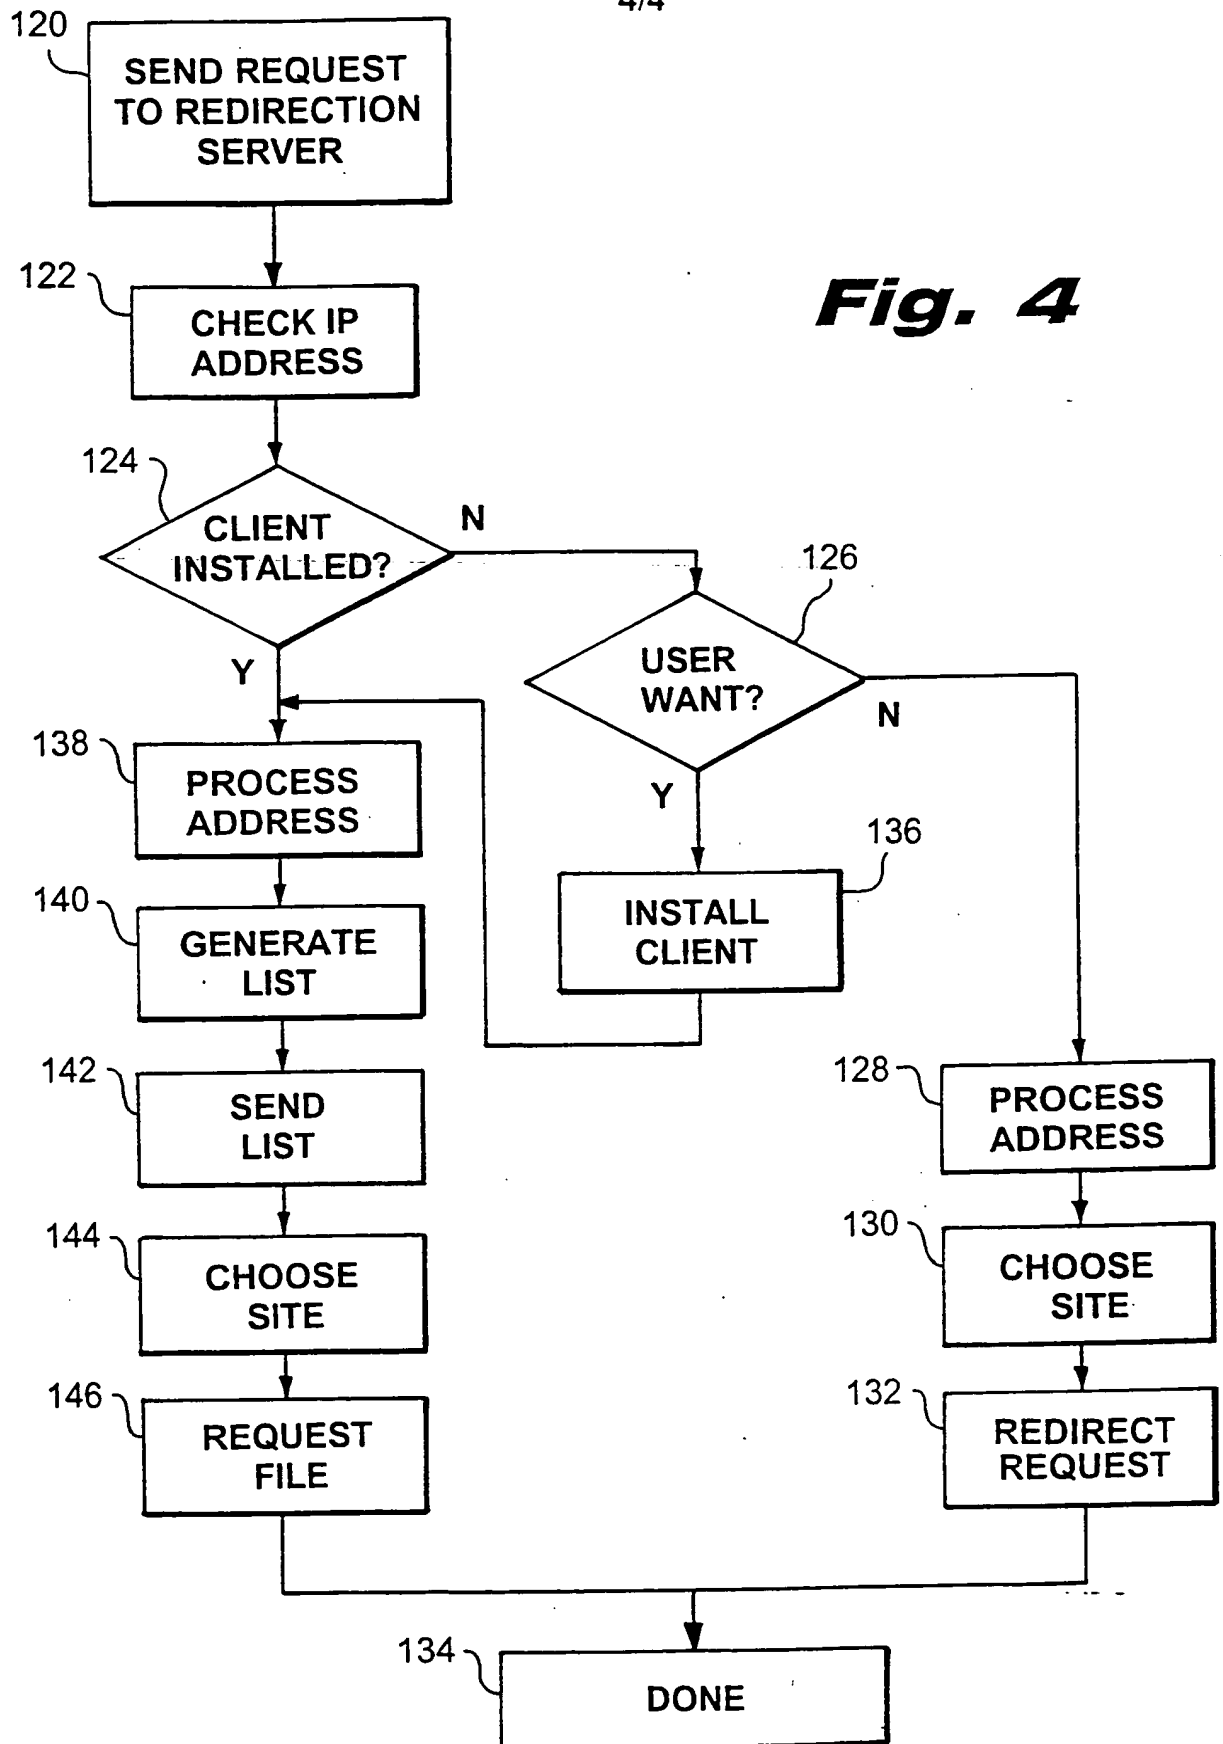 4/4
120
SEND REQUEST
TO REDIRECTION
SERVER
122
CHECK IP
ADDRESS
Fig. 4
124
CLIENT
INSTALLED?
N
Y
126
USER
WANT?
N
Y
138
PROCESS
ADDRESS
136
INSTALL
CLIENT
140
GENERATE
LIST
142
SEND
LIST
128
PROCESS
ADDRESS
144
CHOOSE
SITE
130
CHOOSE
SITE
146
REQUEST
FILE
132
REDIRECT
REQUEST
134
DONE